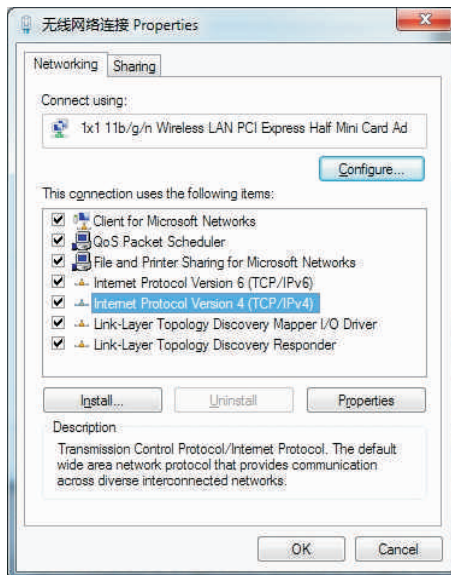 无线网络连接 Properties
Networking
Sharing
Connect using:
1x1 11b/g/n Wireless LAN PCI Express Half Mini Card Ad
Configure...
This connection uses the following items:
Client for Microsoft Networks
QoS Packet Scheduler
File and Printer Sharing for Microsoft Networks
Internet Protocol Version 6 (TCP/IPv6)
Internet Protocol Version 4 (TCP/IPv4)
Link-Layer Topology Discovery Mapper I/O Driver
Link-Layer Topology Discovery Responder
Install...
Uninstall
Properties
Description
Transmission Control Protocol/Internet Protocol. The default
wide area network protocol that provides communication
across diverse interconnected networks.
OK
Cancel